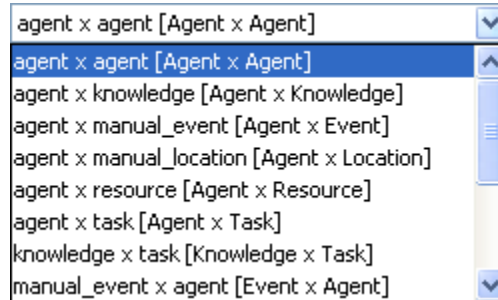 agent x agent [Agent x Agent]
agent x agent [Agent x Agent]
agent x knowledge [Agent x Knowledge]
agent x manual_event [Agent x Event]
agent x manual_location [Agent x Location]
agent x resource [Agent x Resource]
agent x task [Agent x Task]
knowledge x task [Knowledge x Task]
manual_event x agent [Event x Agent]